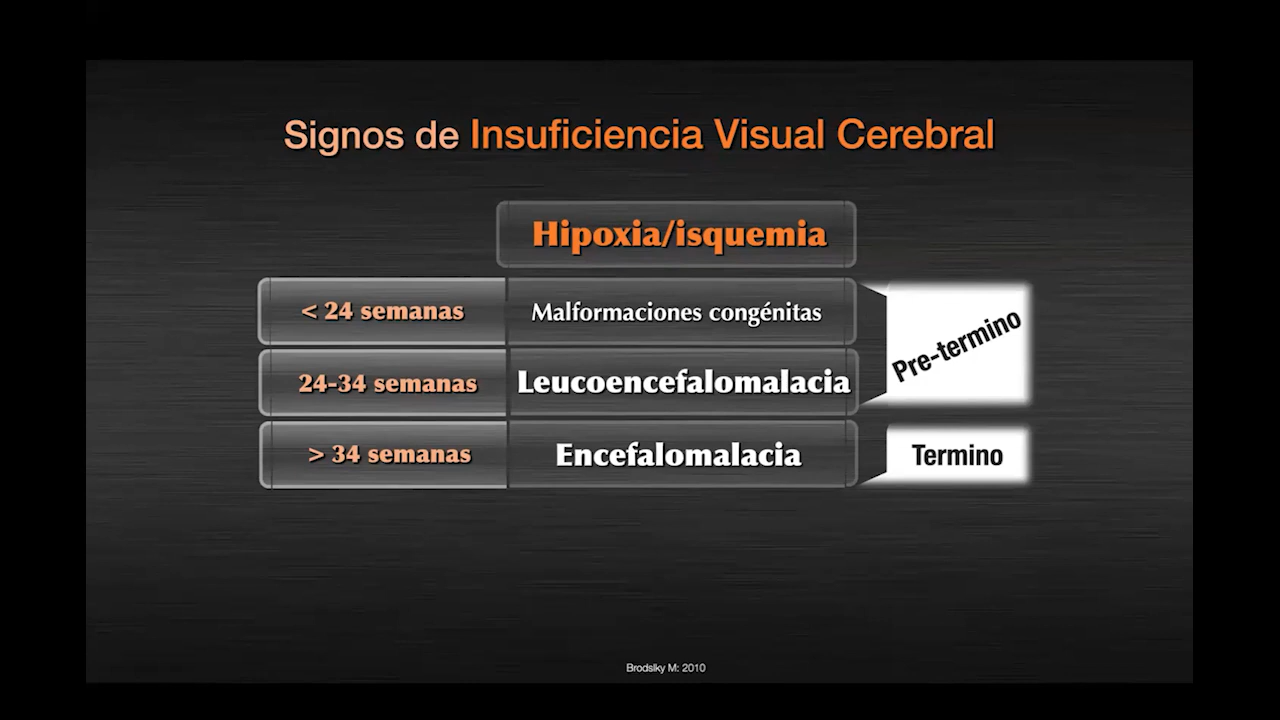 Signos de Insuficiencia Visual Cerebral
Hipoxia/isquemia
< 24 semanas
Malformaciones congénitas
24-34 semanas
Leucoencefalomalacia
Pre-termino
> 34 semanas
Encefalomalacia
Termino
Brodslky M: 2010